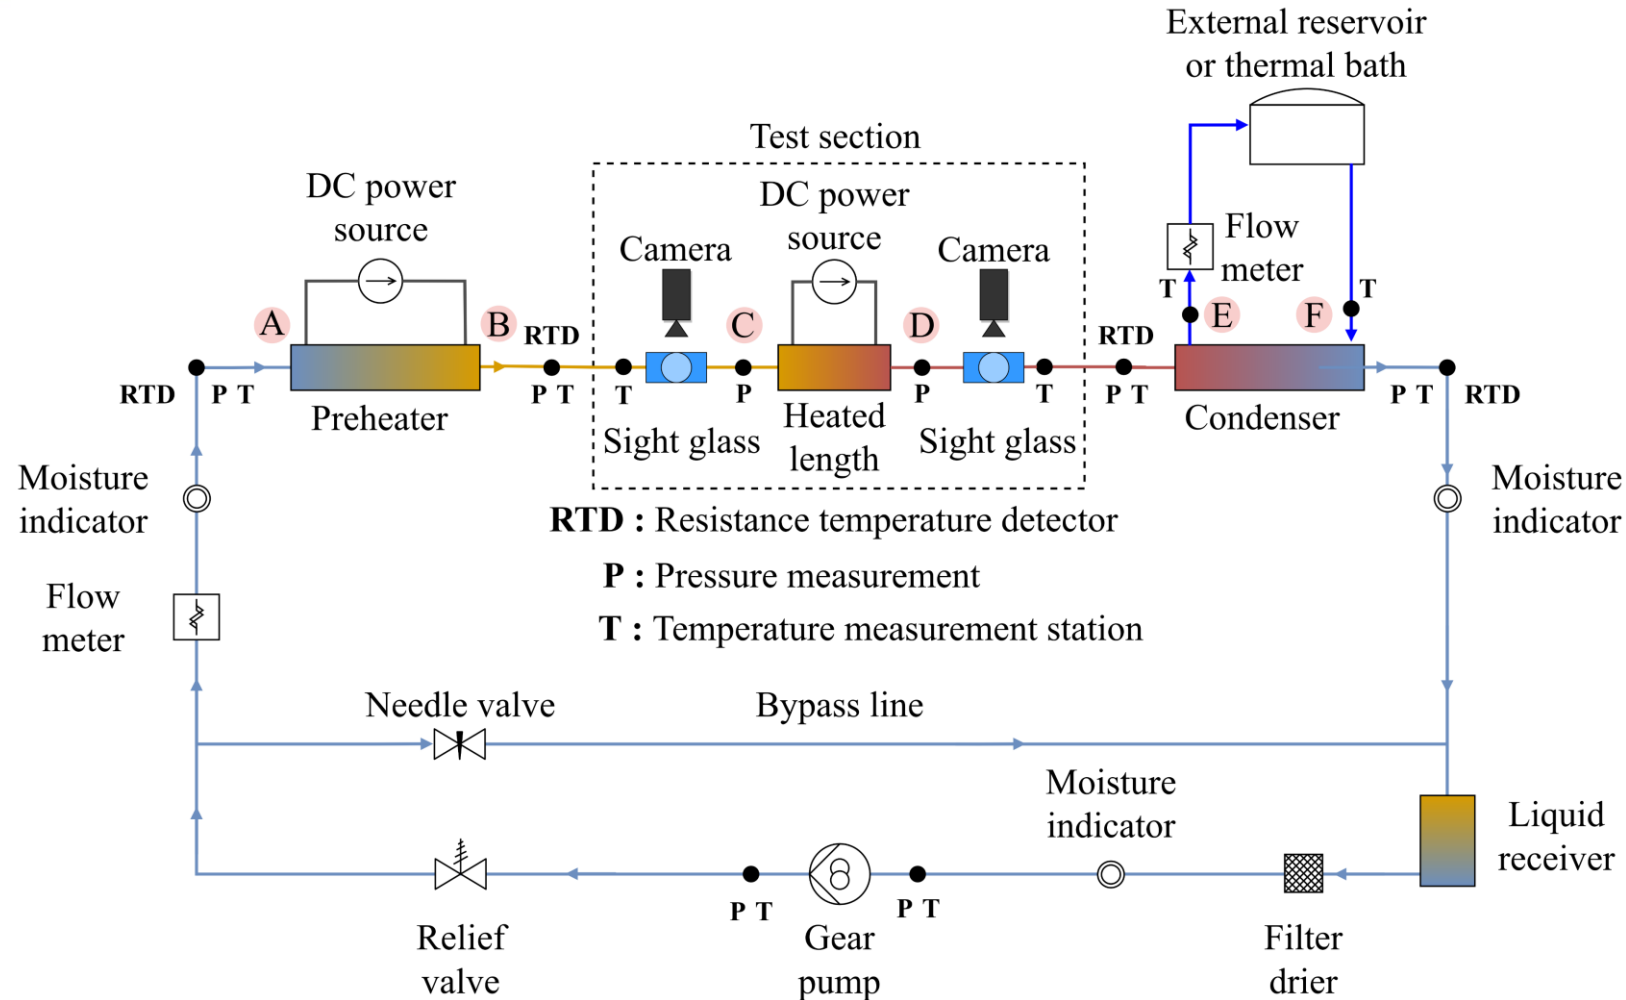 External reservoir
or thermal bath
Test section
DC power
source
DC power
source
Camera
Camera
Flow
meter
T
T
A
B
C
D
E
F
RTD
RTD
RTD
P T
P T
T
P
P
T
P T
P T
RTD
Preheater
Heated
length
Condenser
Sight glass
Sight glass
Moisture
indicator
Moisture
indicator
RTD : Resistance temperature detector
P : Pressure measurement
T : Temperature measurement station
Flow
meter
Needle valve
Bypass line
Moisture
indicator
Liquid
receiver
P T
P T
Relief
valve
Gear
pump
Filter
drier